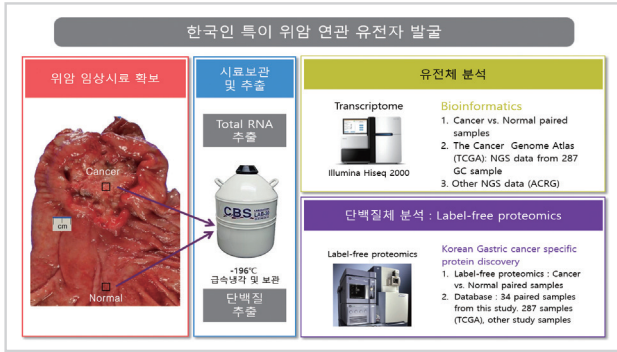 한국인 특이 위암 연관 유전자 발굴
위암 임상시료 확보
Cancer
1
cm
Normal
시료보관
및 추출
Total RNA
추출
C.B.S.
LAB-30
-196℃
급속냉각 및 보관
단백질
추출
유전체 분석
Transcriptome
Illumina Hiseq 2000
Bioinformatics
1. Cancer vs. Normal paired
samples
2. The Cancer Genome Atlas
(TCGA): NGS data from 287
GC sample
3. Other NGS data (ACRG)
단백질체 분석 : Label-free proteomics
Label-free proteomics
Korean Gastric cancer specific
protein discovery
1. Label-free proteomics : Cancer
vs. Normal paired samples
2. Database : 34 paired samples
from this study. 287 samples
(TCGA), other study samples